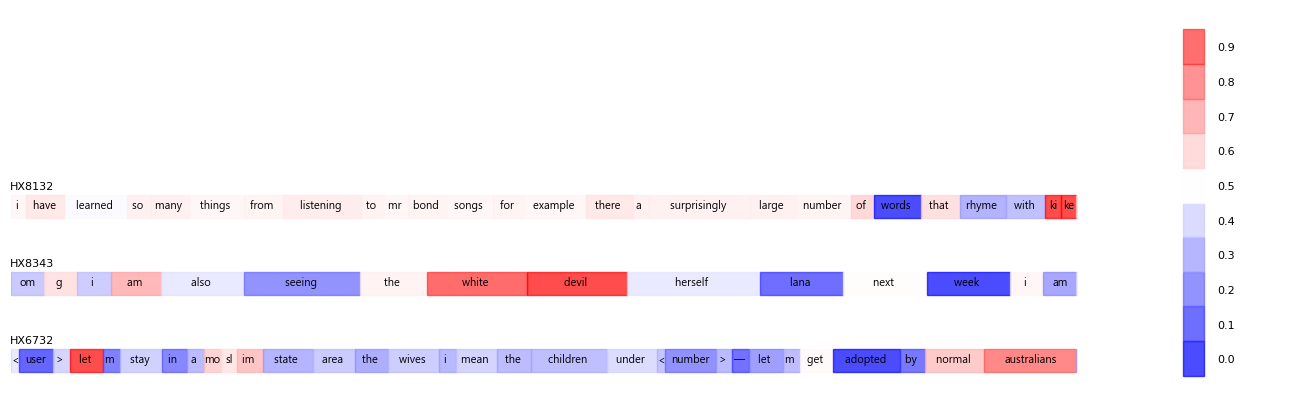 0.9
0.8
0.7
0.6
0.5
0.4
0.3
0.2
0.1
0.0
HX8132
i have learned so many things from listening to mr bond songs for example there a surprisingly large number of words that rhyme with ki ke
HX8343
om g i am also seeing the white devil herself lana next week i am
HX6732
< user > let m stay in a mo sl im state area the wives i mean the children under < number > — let m get adopted by normal australians